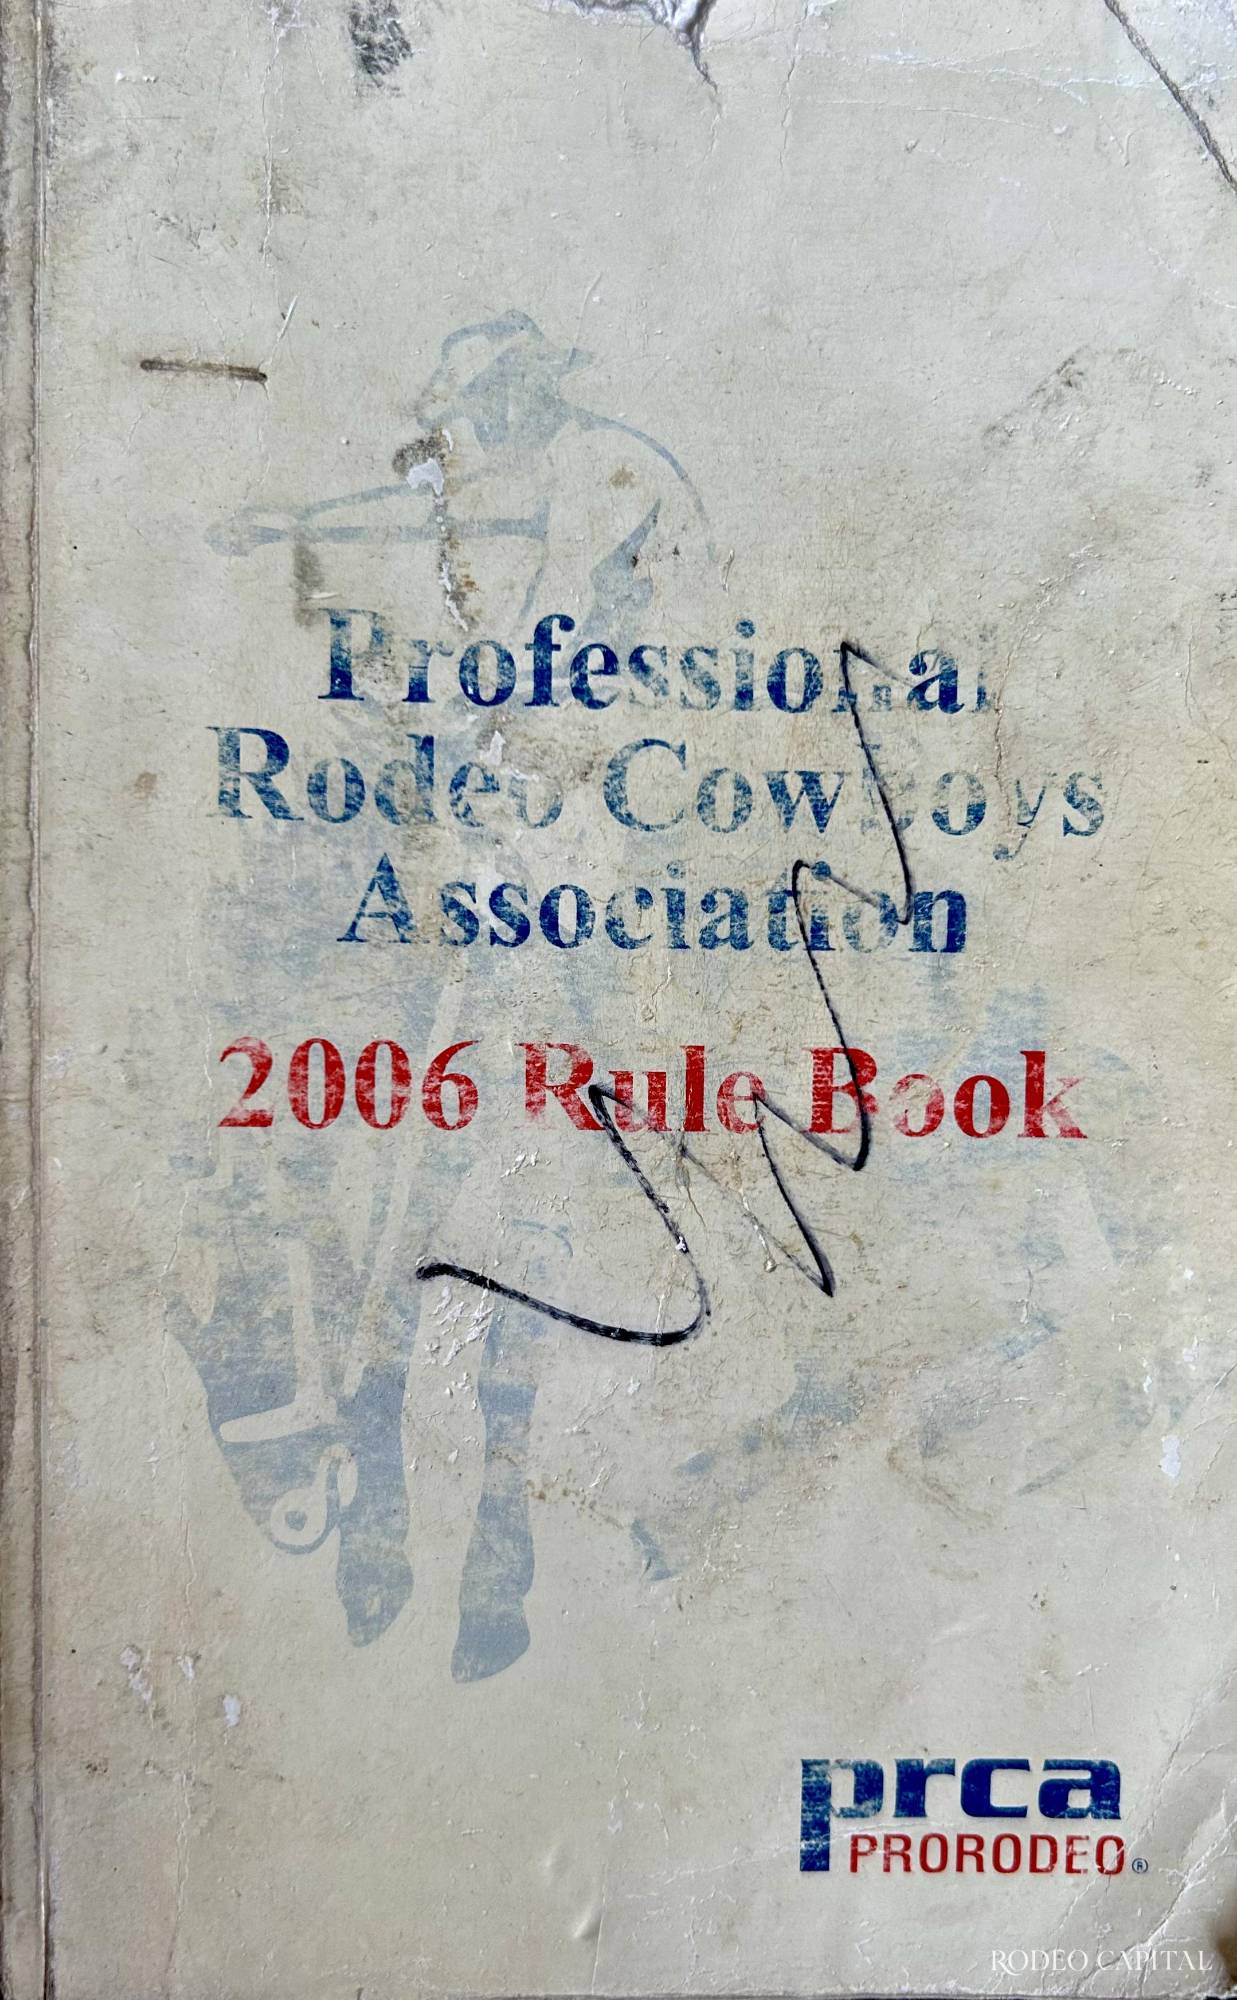 Professional
Rodeo Cowboys
Association
2006 Rule Book
prca
PRORODEO®
RODEO CAPITAL